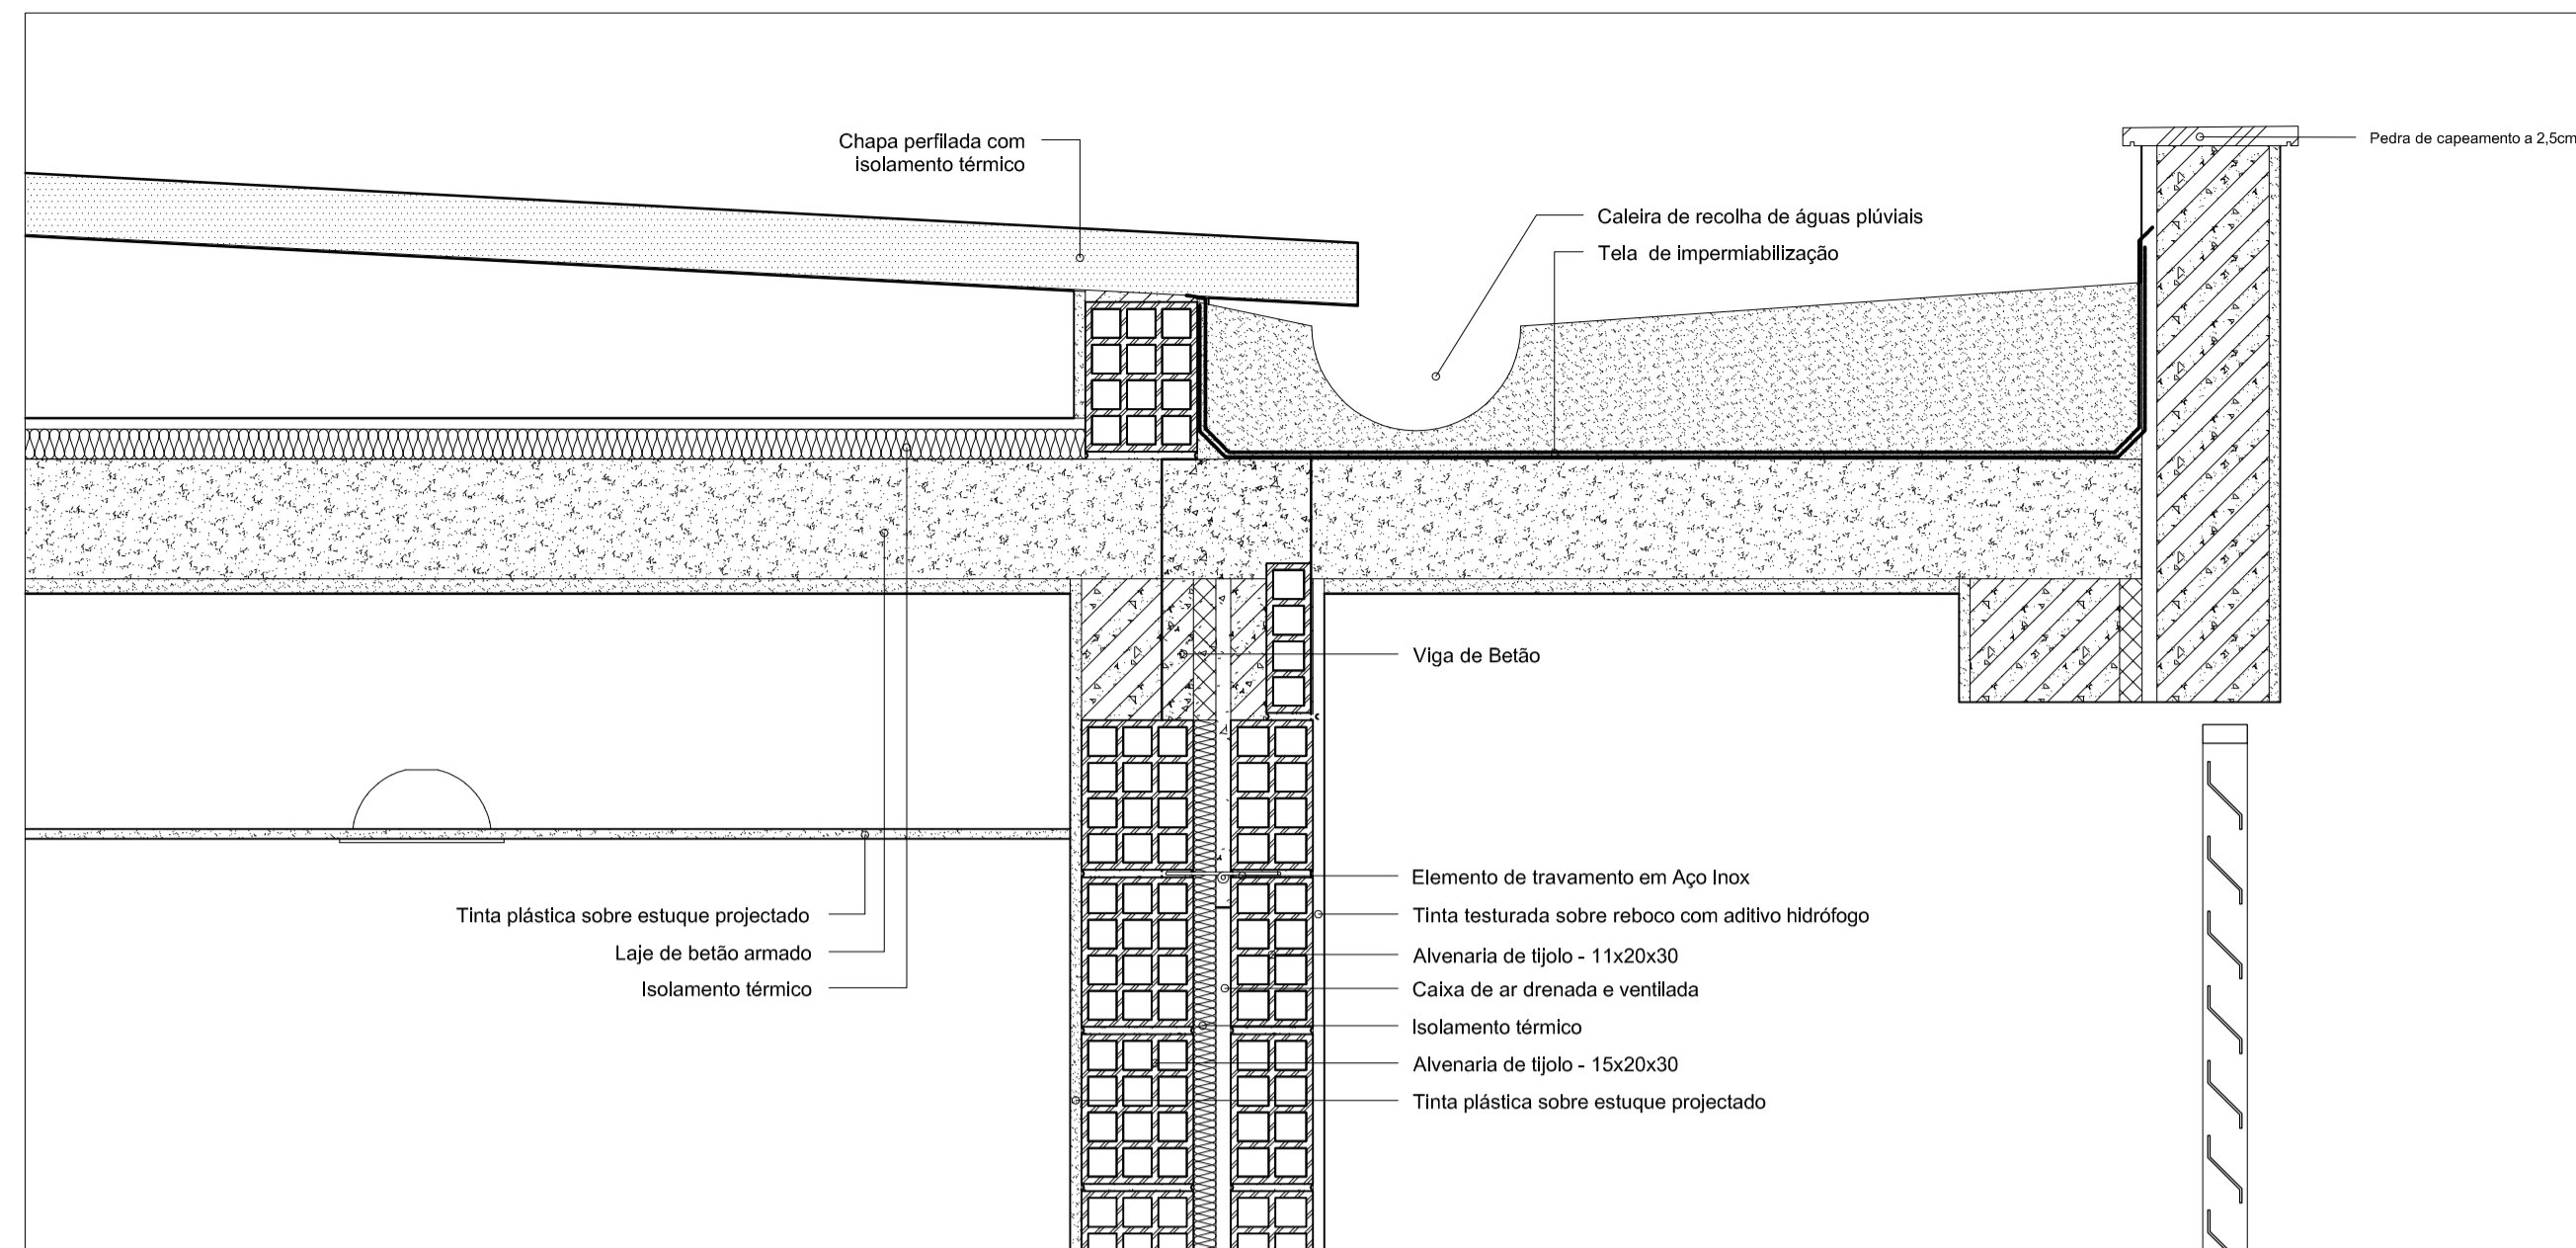 Chapa perfilada com
isolamento térmico
Pedra de capeamento a 2,5cm
Caleira de recolha de águas plúviais
Tela de impermiabilização
Viga de Betão
Elemento de travamento em Aço Inox
Tinta testurada sobre reboco com aditivo hidrófogo
Alvenaria de tijolo - 11x20x30
Caixa de ar drenada e ventilada
Isolamento térmico
Alvenaria de tijolo - 15x20x30
Tinta plástica sobre estuque projectado
Tinta plástica sobre estuque projectado
Laje de betão armado
Isolamento térmico